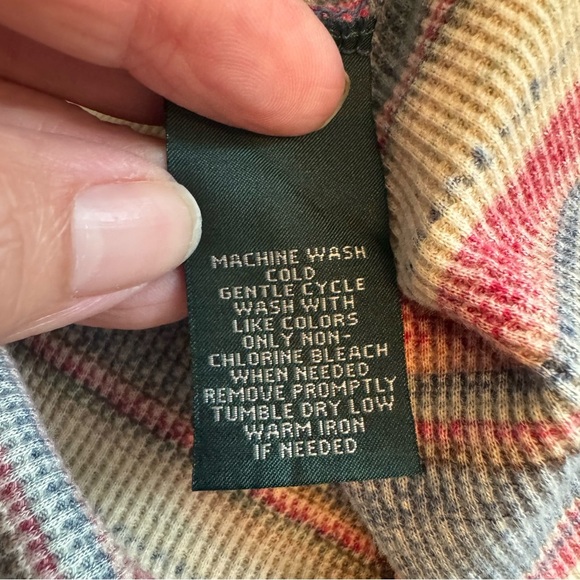 MACHINE WASH
COLD
GENTLE CYCLE
WASH WITH
LIKE COLORS
ONLY NON-
CHLORINE BLEACH
WHEN NEEDED
REMOVE PROMPTLY
TUMBLE DRY LOW
WARM IRON
IF NEEDED